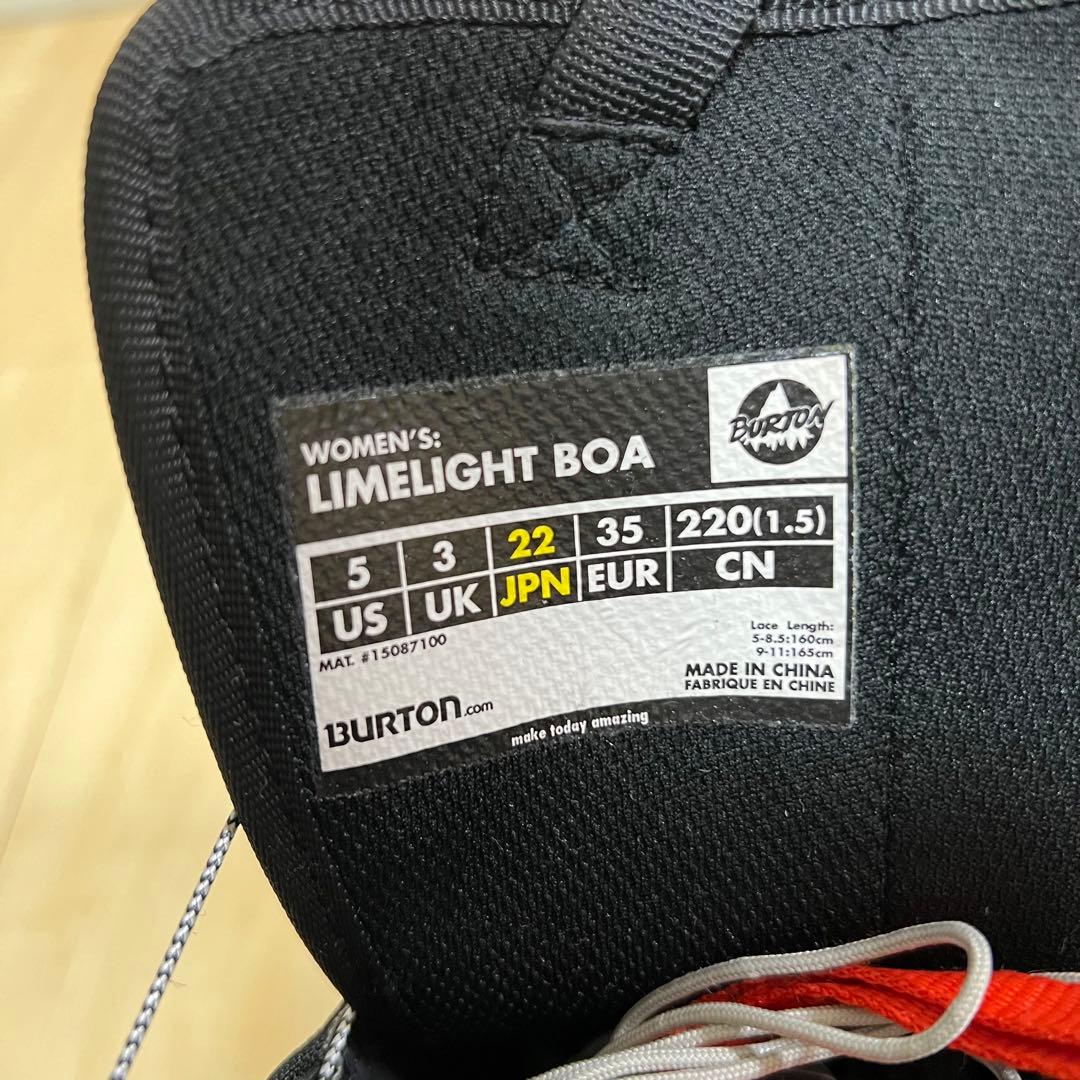 WOMEN'S:
LIMELIGHT BOA
BURTON
5 3 22 35 220(1.5)
US UK JPN EUR CN
MAT. #15087100
Lace Length:
5-8.5:160cm
9-11:165cm
MADE IN CHINA
FABRIQUE EN CHINE
BURTON.com
make today amazing